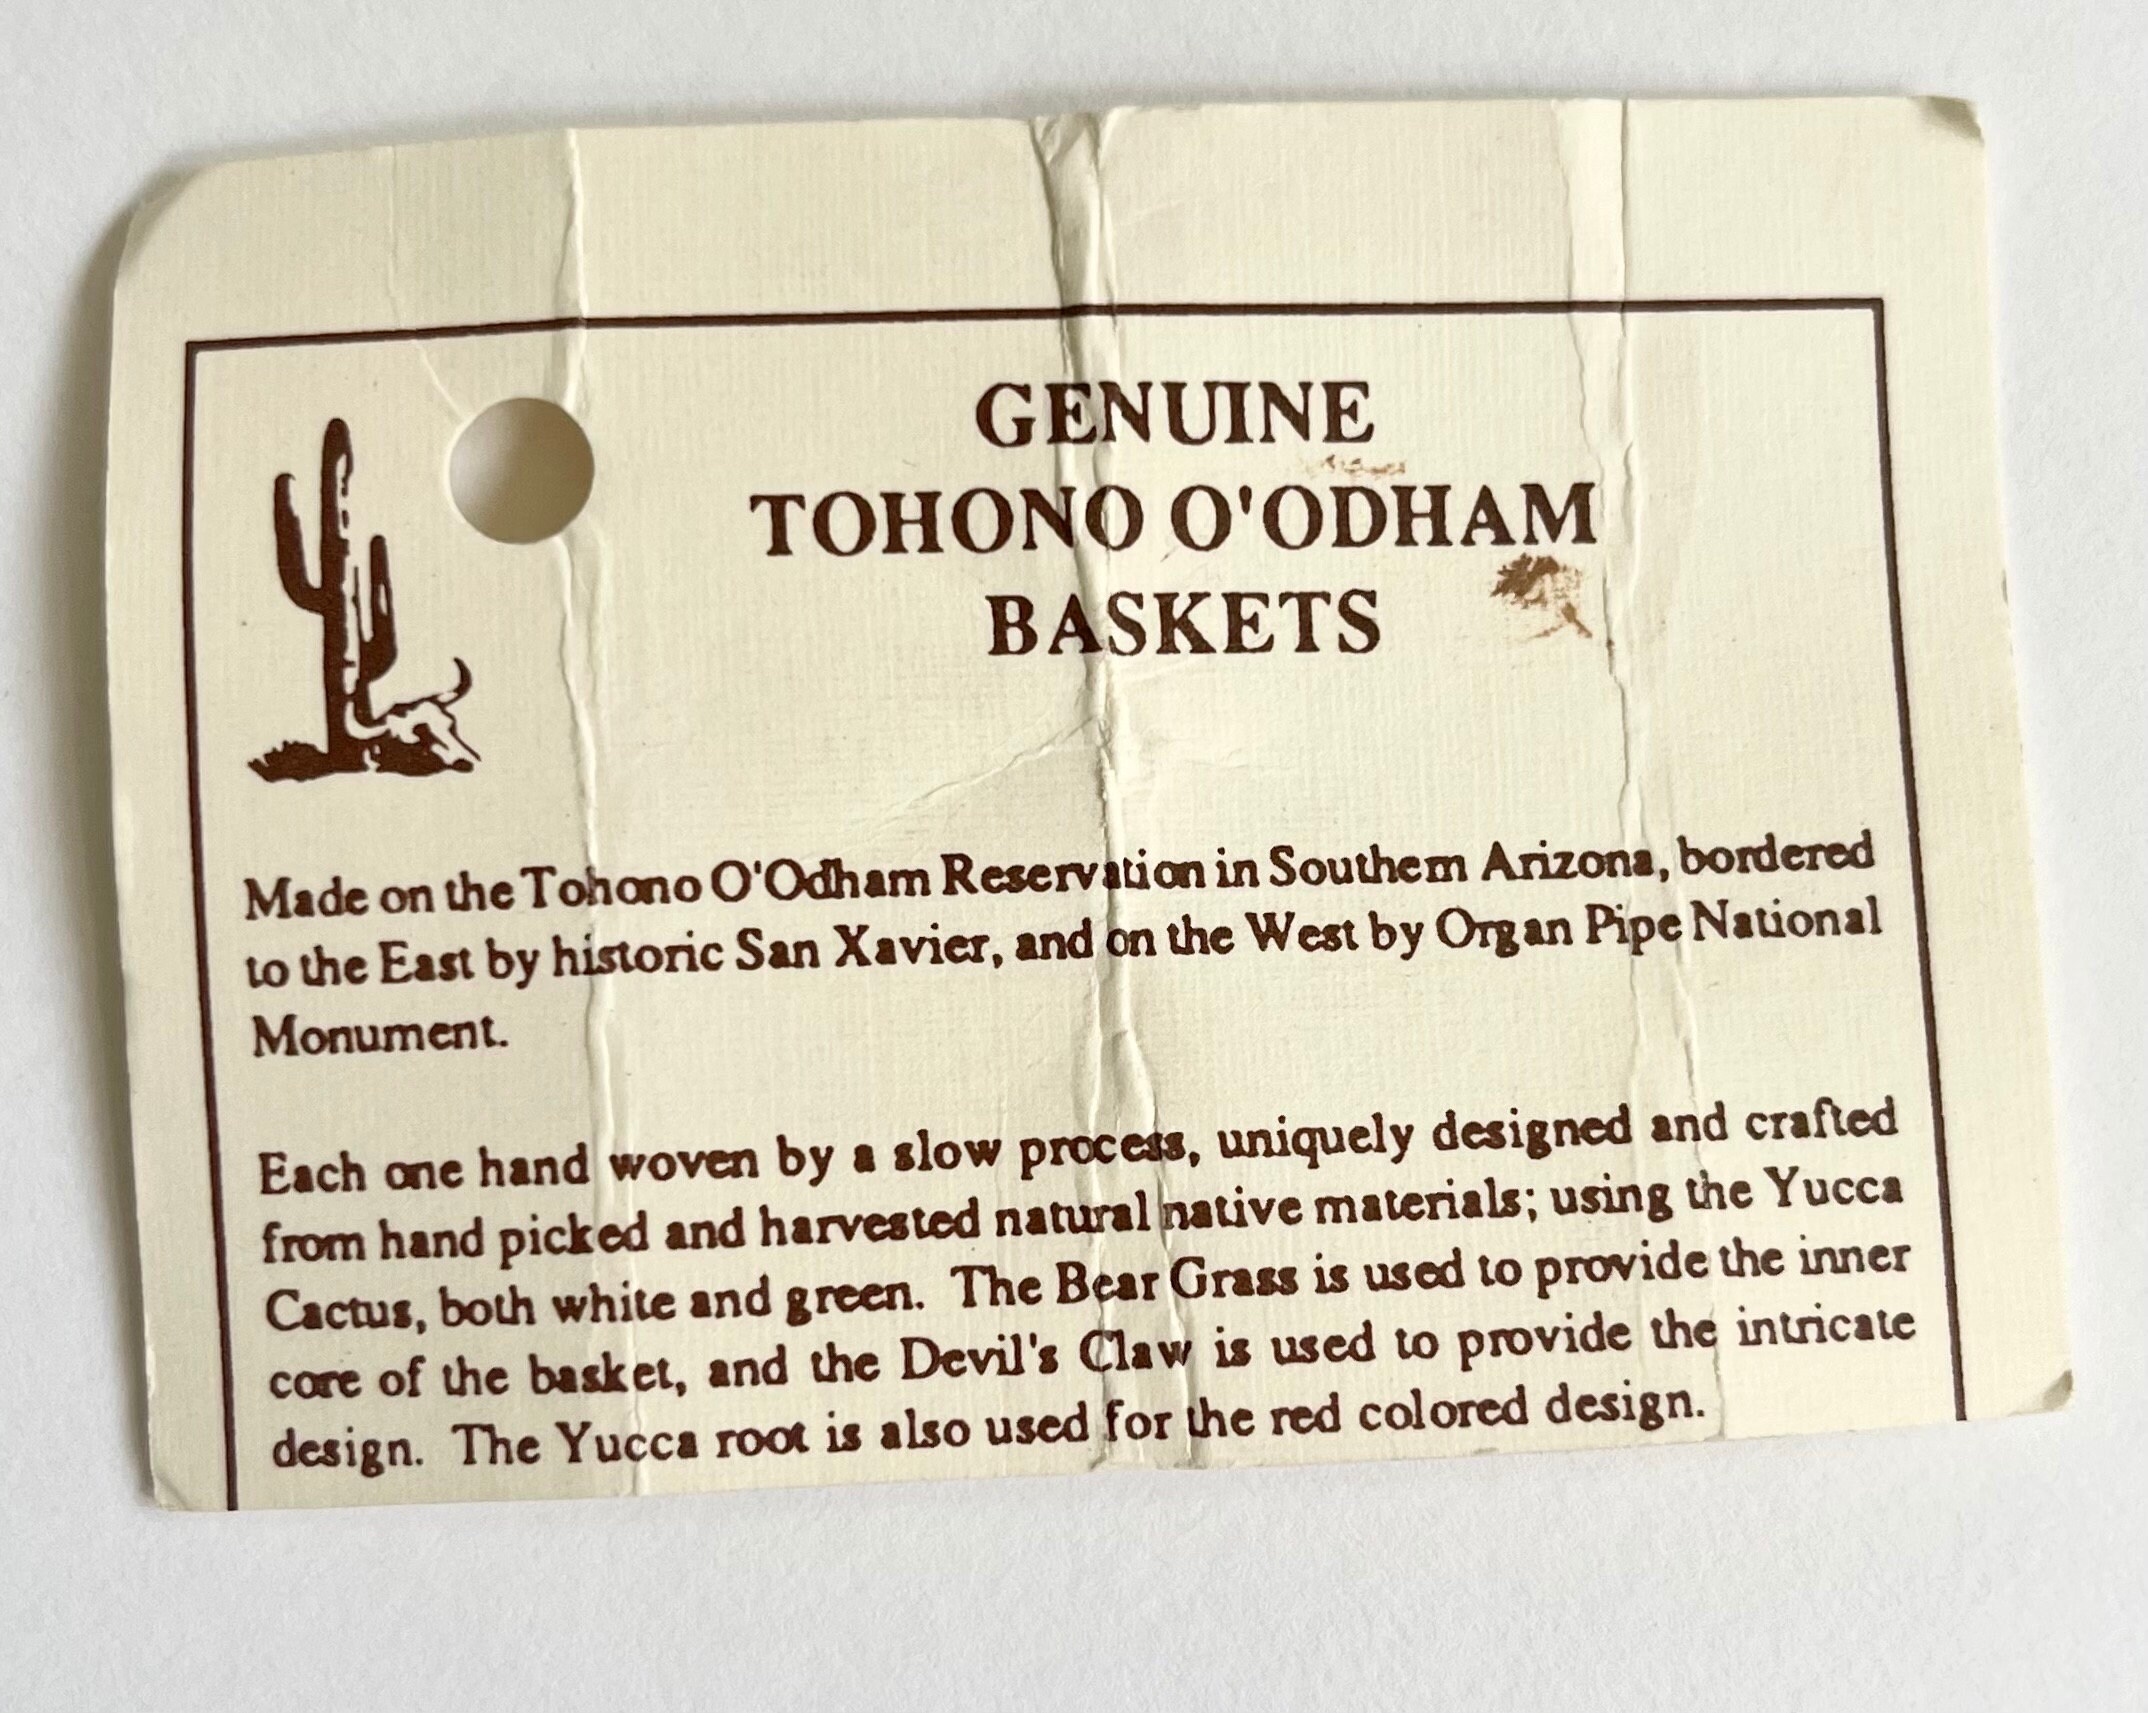 GENUINE
TOHONO O'ODHAM
BASKETS
Made on the Tohono O'Odham Reservation in Southern Arizona, bordered
to the East by historic San Xavier, and on the West by Organ Pipe National
Monument.
Each one hand woven by a slow process, uniquely designed and crafted
from hand picked and harvested natural native materials; using the Yucca
Cactus, both white and green. The Bear Grass is used to provide the inner
core of the basket, and the Devil's Claw is used to provide the intricate
design. The Yucca root is also used for the red colored design.